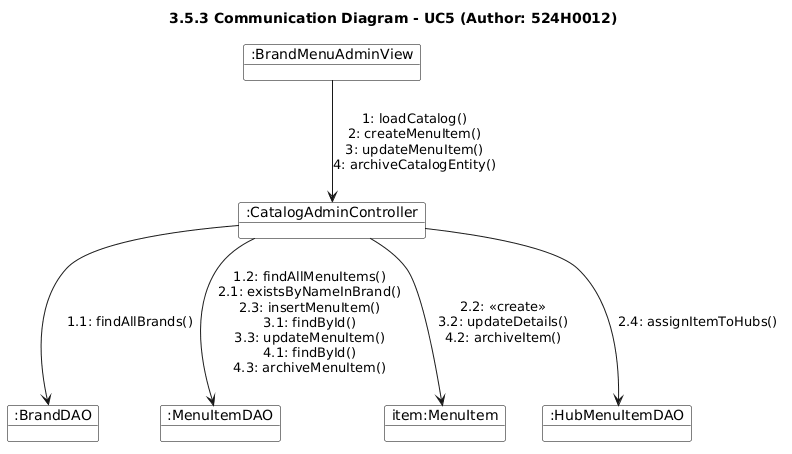 3.5.3 Communication Diagram - UC5 (Author: 524H0012)
:BrandMenuAdminView
1: loadCatalog()
2: createMenuItem()
3: updateMenuItem()
4: archiveCatalogEntity()
:CatalogAdminController
1.1: findAllBrands()
1.2: findAllMenuItems()
2.1: existsByNameInBrand()
2.3: insertMenuItem()
3.1: findById()
3.3: updateMenuItem()
4.1: findById()
4.3: archiveMenuItem()
2.2: «create»
3.2: updateDetails()
4.2: archiveItem()
2.4: assignItemToHubs()
:BrandDAO
:MenuItemDAO
item:MenuItem
:HubMenuItemDAO